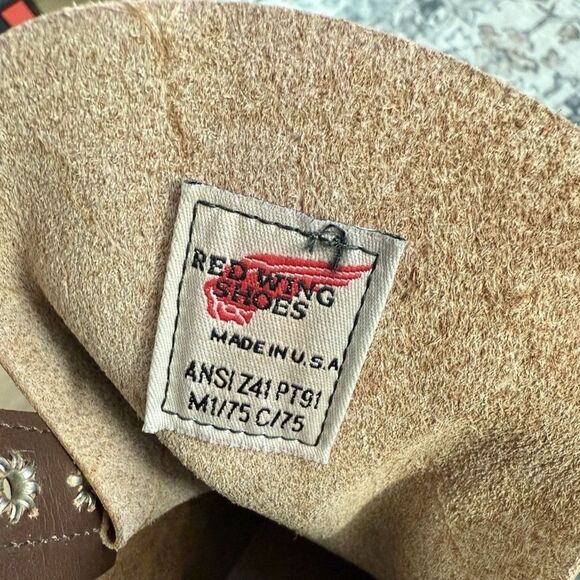 RED WING
SHOES
MADE IN U.S.A
ANSI Z41 PT91
M1/75 C/75